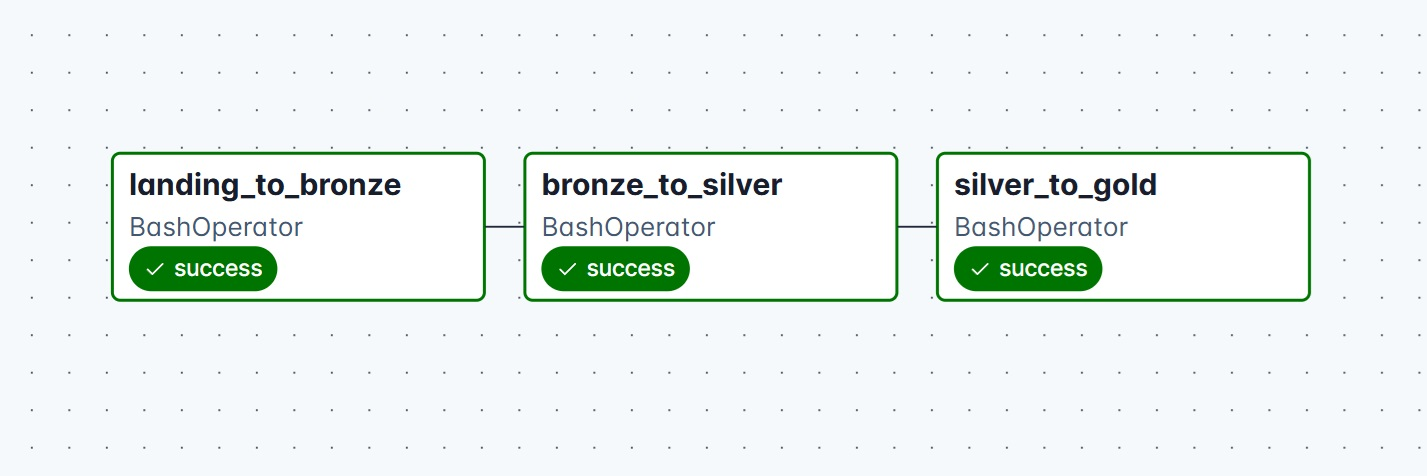 landing_to_bronze
BashOperator
success
bronze_to_silver
BashOperator
success
silver_to_gold
BashOperator
success